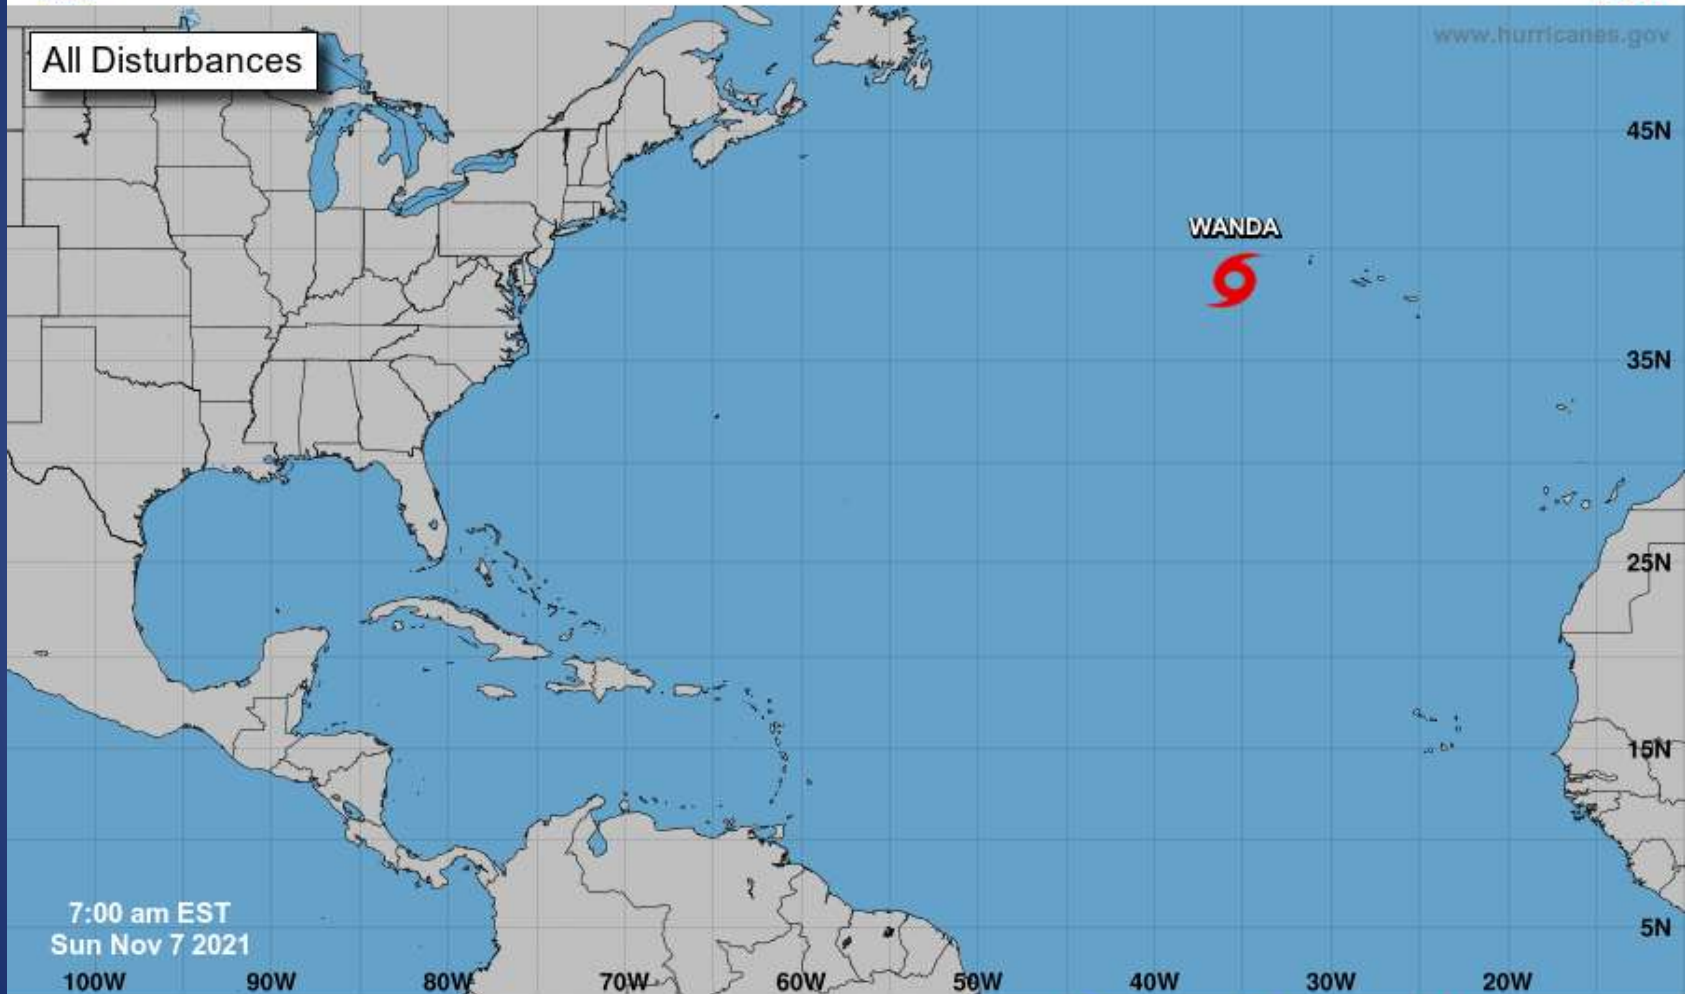 All Disturbances
www.hurricanes.gov
45N
WANDA
35N
25N
15N
7:00 am EST
Sun Nov 7 2021
5N
100W 90W 80W 70W 60W 50W 40W 30W 20W